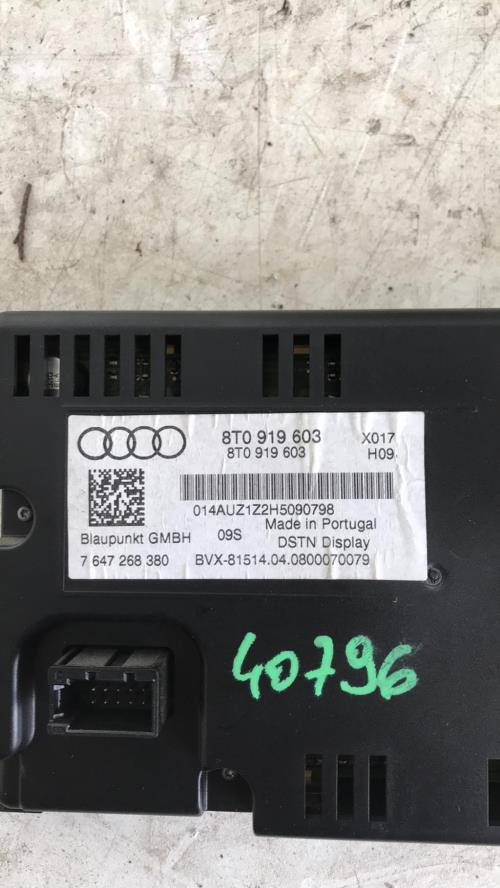 8T0 919 603 X017
8T0 919 603 H09
014AUZ1Z2H5090798
Made in Portugal
Blaupunkt GMBH 09S DSTN Display
7 647 268 380 BVX-81514.04.0800070079
40796